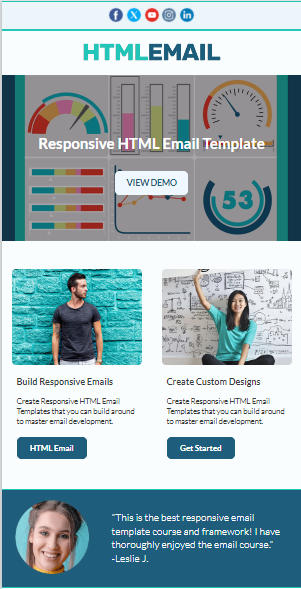 HTMLEMAIL
Responsive HTML Email Template
VIEW DEMO
53
Build Responsive Emails
Create Custom Designs
Create Responsive HTML Email
Templates that you can build around
to master email development.
Create Responsive HTML Email
Templates that you can build around
to master email development.
HTML Email
Get Started
"This is the best responsive email
template course and framework! I have
thoroughly enjoyed the email course."
-Leslie J.